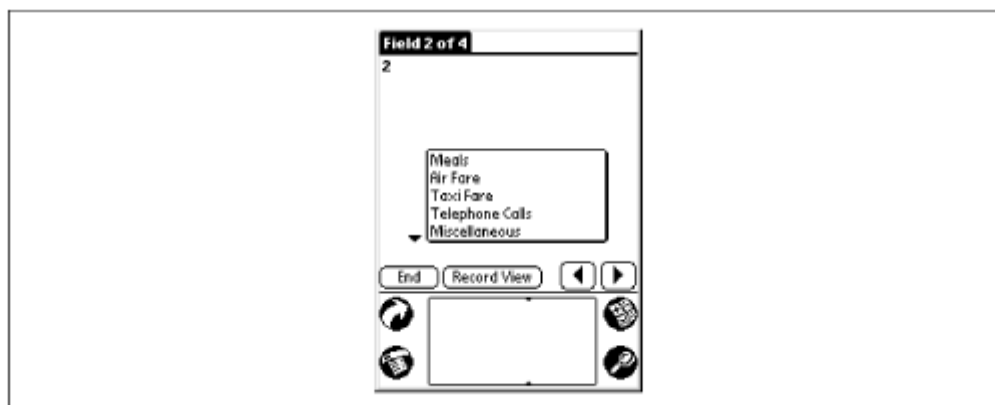 Field 2 of 4
2
Meals
Air Fare
Taxi Fare
Telephone Calls
Miscellaneous
End Record View